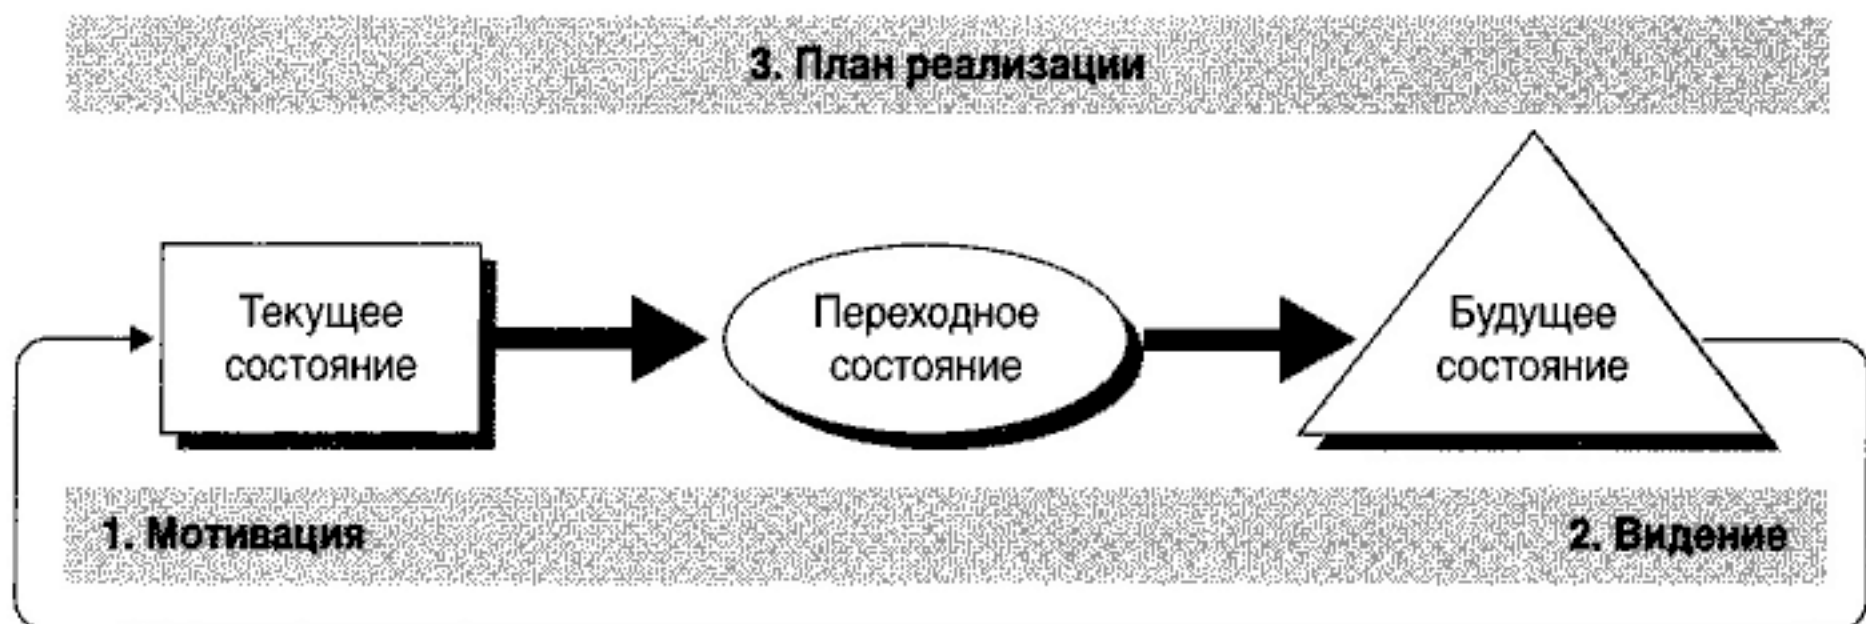 3. План реализации
Текущее
состояние
Переходное
состояние
Будущее
состояние
1. Мотивация
2. Видение